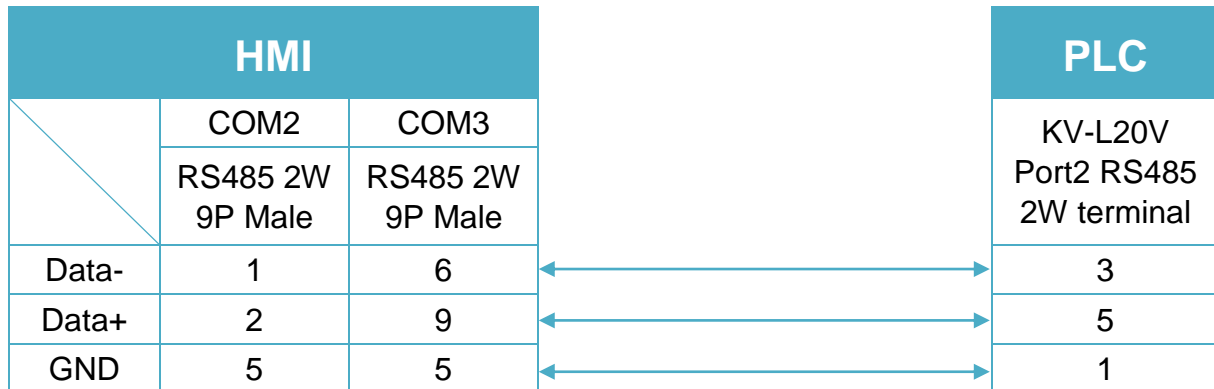 HMI
PLC
COM2 COM3
RS485 2W RS485 2W
9P Male 9P Male
KV-L20V
Port2 RS485
2W terminal
Data- 1 6 3
Data+ 2 9 5
GND 5 5 1